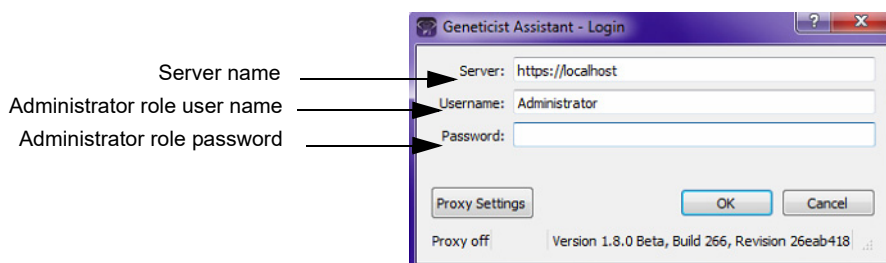 Geneticist Assistant - Login
Server name
Server: https://localhost
Administrator role user name
Username: Administrator
Administrator role password
Password:
Proxy Settings OK Cancel
Proxy off Version 1.8.0 Beta, Build 266, Revision 26eab418